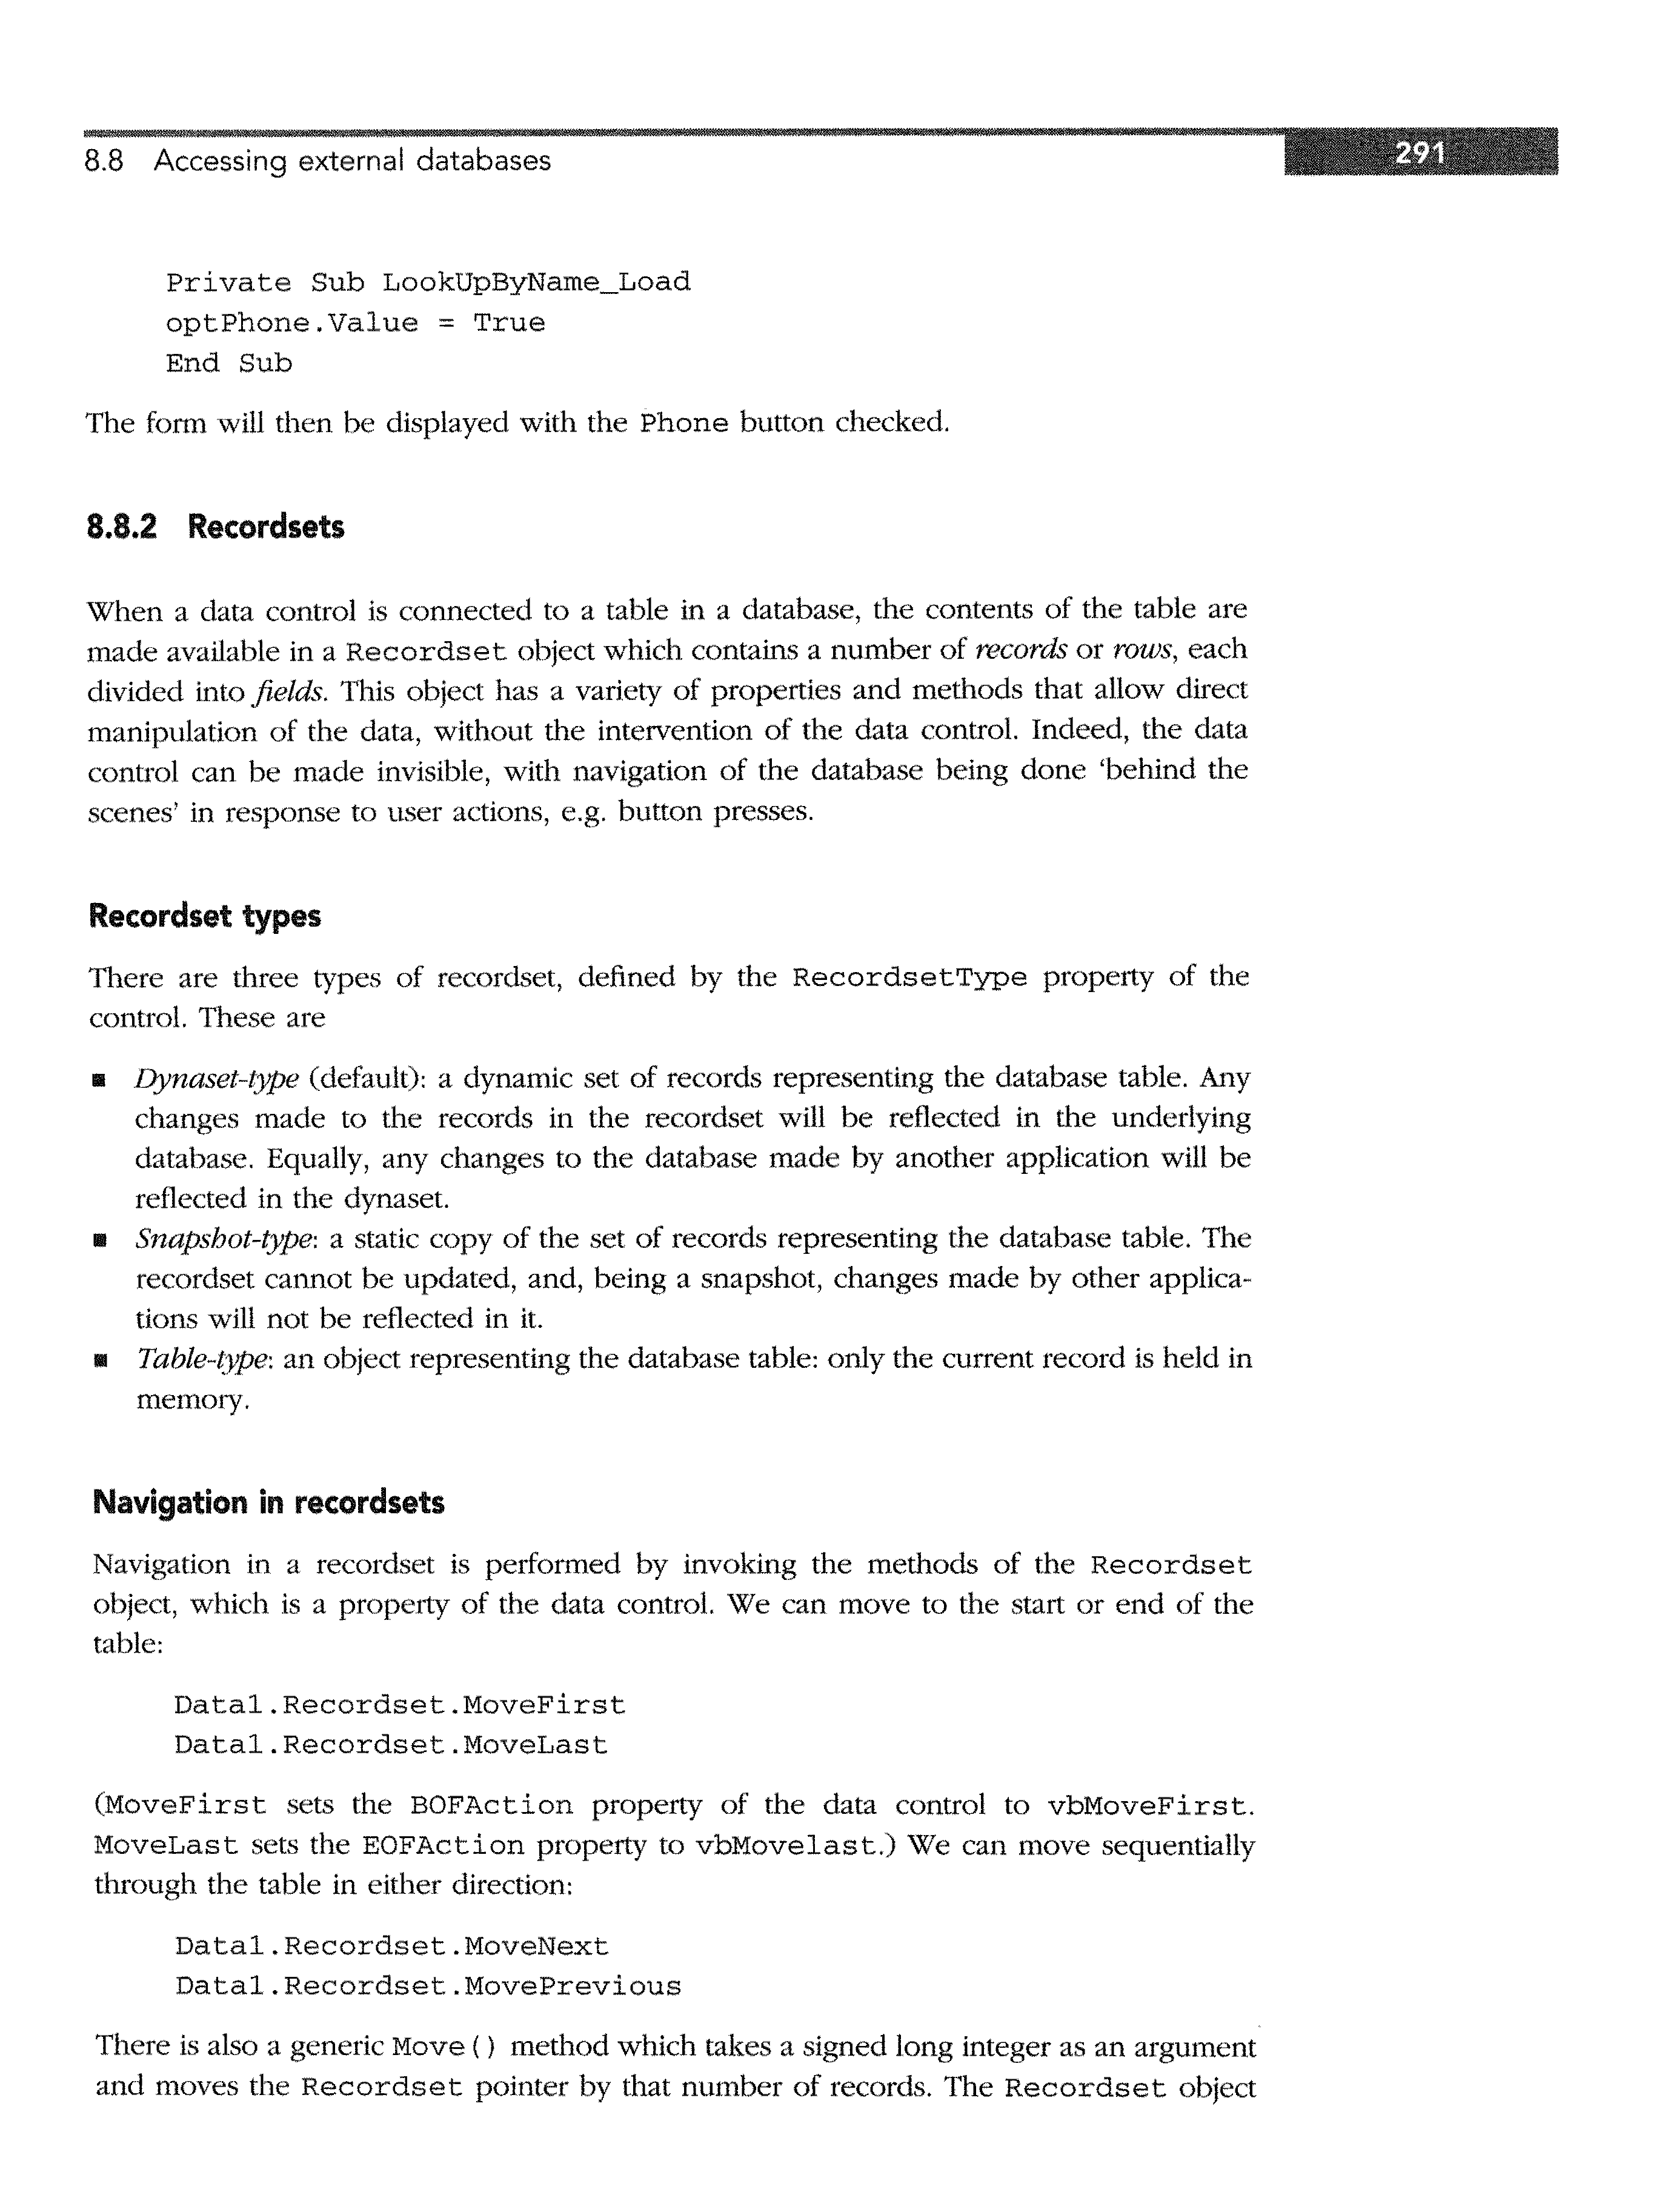 8.8 Accessing external databases
291
Private Sub LookUpByName_Load
optPhone.Value = True
End Sub
The form will then be displayed with the Phone button checked.
8.8.2 Recordsets
When a data control is connected to a table in a database, the contents of the table are
made available in a Recordset object which contains a number of records or rows, each
divided into fields. This object has a variety of properties and methods that allow direct
manipulation of the data, without the intervention of the data control. Indeed, the data
control can be made invisible, with navigation of the database being done ‘behind the
scenes’ in response to user actions, e.g. button presses.
Recordset types
There are three types of recordset, defined by the RecordsetType property of the
control. These are
■ Dynaset-type (default): a dynamic set of records representing the database table. Any
changes made to the records in the recordset will be reflected in the underlying
database. Equally, any changes to the database made by another application will be
reflected in the dynaset.
■ Snapshot-type: a static copy of the set of records representing the database table. The
recordset cannot be updated, and, being a snapshot, changes made by other applica-
tions will not be reflected in it.
■ Table-type: an object representing the database table: only the current record is held in
memory.
Navigation in recordsets
Navigation in a recordset is performed by invoking the methods of the Recordset
object, which is a property of the data control. We can move to the start or end of the
table:
Data1.Recordset.MoveFirst
Data1.Recordset.MoveLast
(MoveFirst sets the BOFAction property of the data control to vbMoveFirst.
MoveLast sets the EOFAction property to vbMovelast.) We can move sequentially
through the table in either direction:
Data1.Recordset.MoveNext
Data1.Recordset.MovePrevious
There is also a generic Move() method which takes a signed long integer as an argument
and moves the Recordset pointer by that number of records. The Recordset object